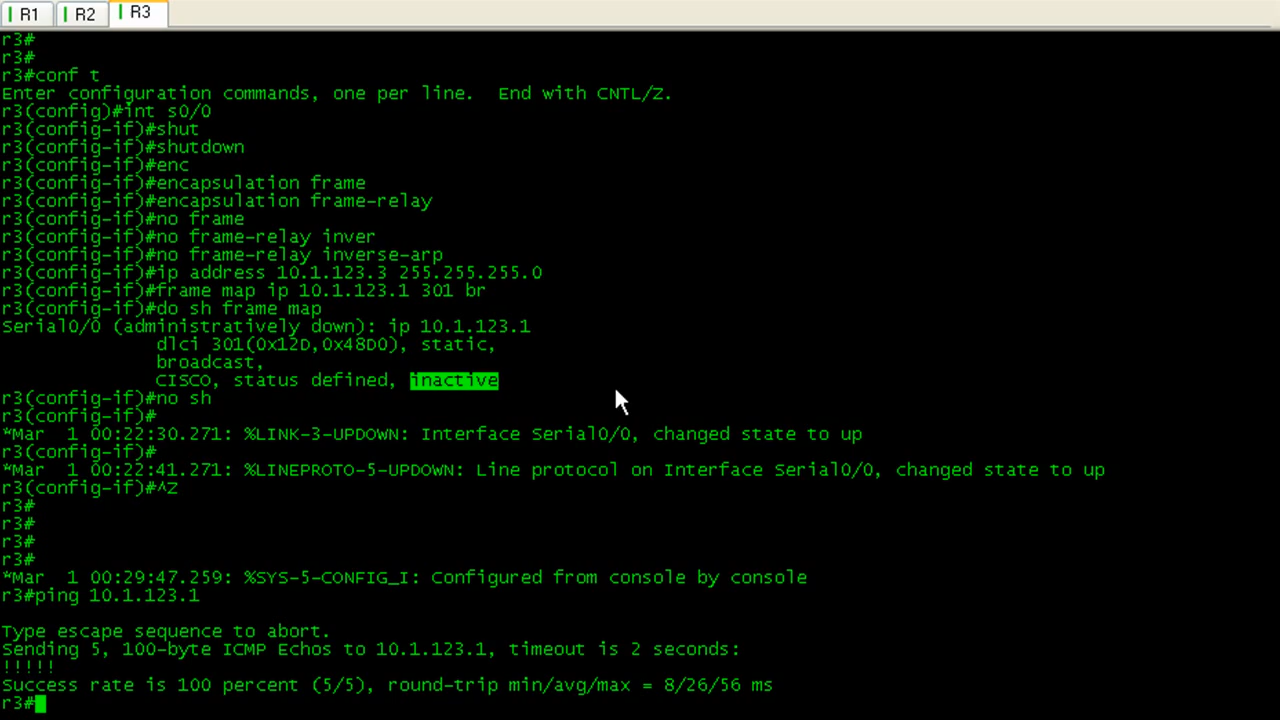 R1 R2 R3
r3#
r3#
r3#conf t
Enter configuration commands, one per line.  End with CNTL/Z.
r3(config)#int s0/0
r3(config-if)#shut
r3(config-if)#shutdown
r3(config-if)#enc
r3(config-if)#encapsulation frame
r3(config-if)#encapsulation frame-relay
r3(config-if)#no frame
r3(config-if)#no frame-relay inver
r3(config-if)#no frame-relay inverse-arp
r3(config-if)#ip address 10.1.123.3 255.255.255.0
r3(config-if)#frame map ip 10.1.123.1 301 br
r3(config-if)#do sh frame map
Serial0/0 (administratively down): ip 10.1.123.1
              dlci 301(0x12D,0x48D0), static,
              broadcast,
              CISCO, status defined, inactive
r3(config-if)#no sh
r3(config-if)#
*Mar  1 00:22:30.271: %LINK-3-UPDOWN: Interface Serial0/0, changed state to up
r3(config-if)#
*Mar  1 00:22:41.271: %LINEPROTO-5-UPDOWN: Line protocol on Interface Serial0/0, changed state to up
r3(config-if)#^Z
r3#
r3#
r3#
r3#
*Mar  1 00:29:47.259: %SYS-5-CONFIG_I: Configured from console by console
r3#ping 10.1.123.1
Type escape sequence to abort.
Sending 5, 100-byte ICMP Echos to 10.1.123.1, timeout is 2 seconds:
!!!!!
Success rate is 100 percent (5/5), round-trip min/avg/max = 8/26/56 ms
r3#